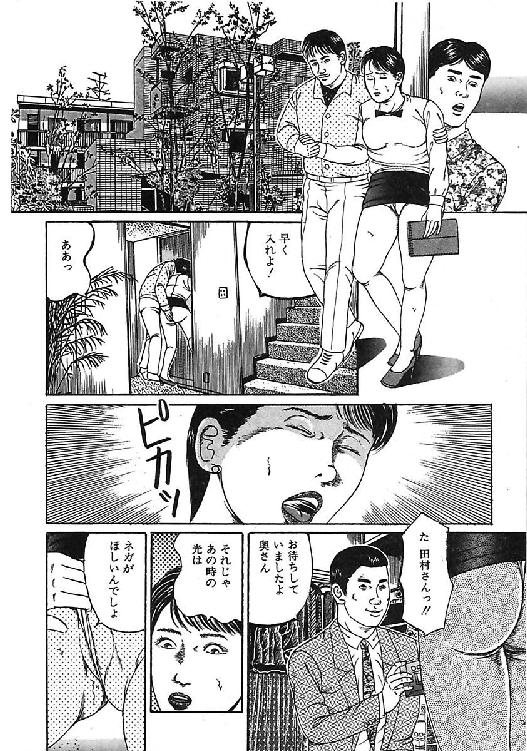 早く
入れよ！
ああっ
ピカッ
た 田村さんっ!!
お待ちして
いましたよ
奥さん
それじゃ
あの時の
光は
ネガが
ほしいんでしょ